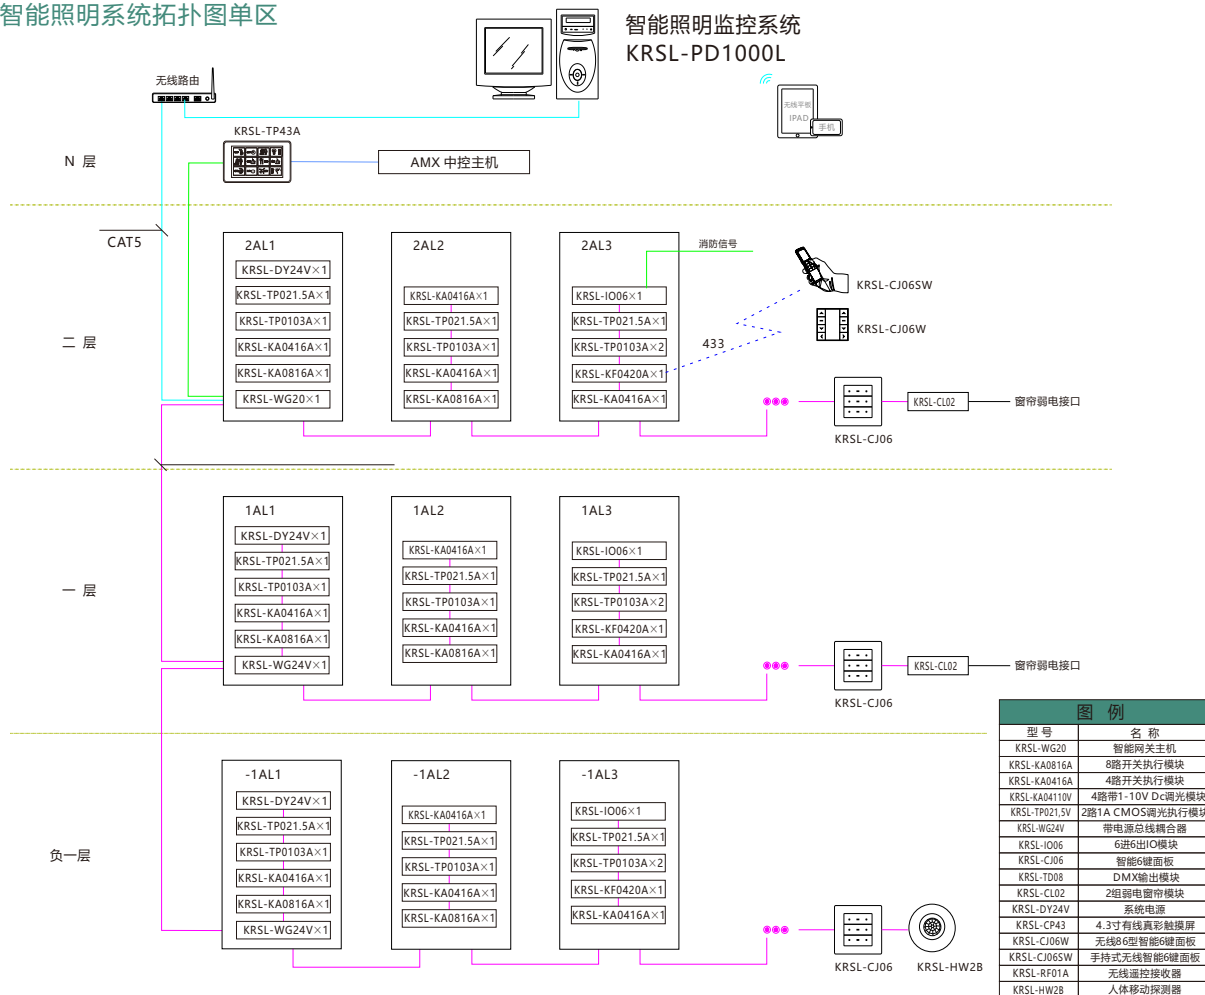 智能照明系统拓扑图单区
智能照明监控系统
KRSL-PD1000L
无线路由
无线平板
IPAD
手机
KRSL-TP43A
N 层
AMX 中控主机
CAT5
2AL1
KRSL-DY24V×1
KRSL-TP021.5A×1
KRSL-TP0103A×1
KRSL-KA0416A×1
KRSL-KA0816A×1
KRSL-WG20×1
2AL2
KRSL-KA0416A×1
KRSL-TP021.5A×1
KRSL-TP0103A×1
KRSL-KA0416A×1
KRSL-KA0816A×1
2AL3
KRSL-IO06×1
KRSL-TP021.5A×1
KRSL-TP0103A×2
KRSL-KF0420A×1
KRSL-KA0416A×1
消防信号
KRSL-CJ06SW
KRSL-CJ06W
433
二 层
KRSL-CJ06
KRSL-CL02
窗帘弱电接口
一 层
1AL1
KRSL-DY24V×1
KRSL-TP021.5A×1
KRSL-TP0103A×1
KRSL-KA0416A×1
KRSL-KA0816A×1
KRSL-WG24V×1
1AL2
KRSL-KA0416A×1
KRSL-TP021.5A×1
KRSL-TP0103A×1
KRSL-KA0416A×1
KRSL-KA0816A×1
1AL3
KRSL-IO06×1
KRSL-TP021.5A×1
KRSL-TP0103A×2
KRSL-KF0420A×1
KRSL-KA0416A×1
KRSL-CJ06
KRSL-CL02
窗帘弱电接口
负一层
-1AL1
KRSL-DY24V×1
KRSL-TP021.5A×1
KRSL-TP0103A×1
KRSL-KA0416A×1
KRSL-KA0816A×1
KRSL-WG24V×1
-1AL2
KRSL-KA0416A×1
KRSL-TP021.5A×1
KRSL-TP0103A×1
KRSL-KA0416A×1
KRSL-KA0816A×1
-1AL3
KRSL-IO06×1
KRSL-TP021.5A×1
KRSL-TP0103A×2
KRSL-KF0420A×1
KRSL-KA0416A×1
KRSL-CJ06
KRSL-HW2B
图 例
型 号 名 称
KRSL-WG20 智能网关主机
KRSL-KA0816A 8路开关执行模块
KRSL-KA0416A 4路开关执行模块
KRSL-KA04110V 4路带1-10V Dc调光模块
KRSL-TP021,5V 2路1A CMOS调光执行模块
KRSL-WG24V 带电源总线耦合器
KRSL-IO06 6进6出IO模块
KRSL-CJ06 智能6键面板
KRSL-TD08 DMX输出模块
KRSL-CL02 2组弱电窗帘模块
KRSL-DY24V 系统电源
KRSL-CP43 4.3寸有线真彩触摸屏
KRSL-CJ06W 无线86型智能6键面板
KRSL-CJ06SW 手持式无线智能6键面板
KRSL-RF01A 无线遥控接收器
KRSL-HW2B 人体移动探测器